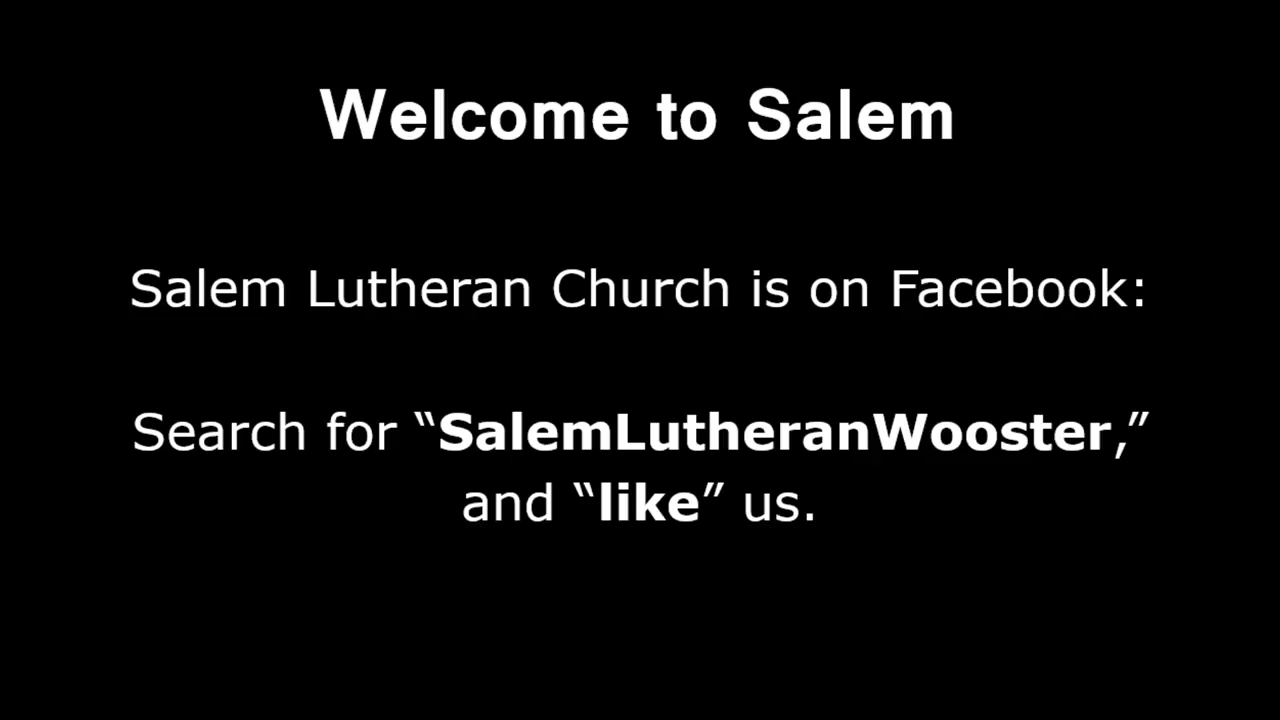 Welcome to Salem
Salem Lutheran Church is on Facebook:
Search for “SalemLutheranWooster,”
and “like” us.